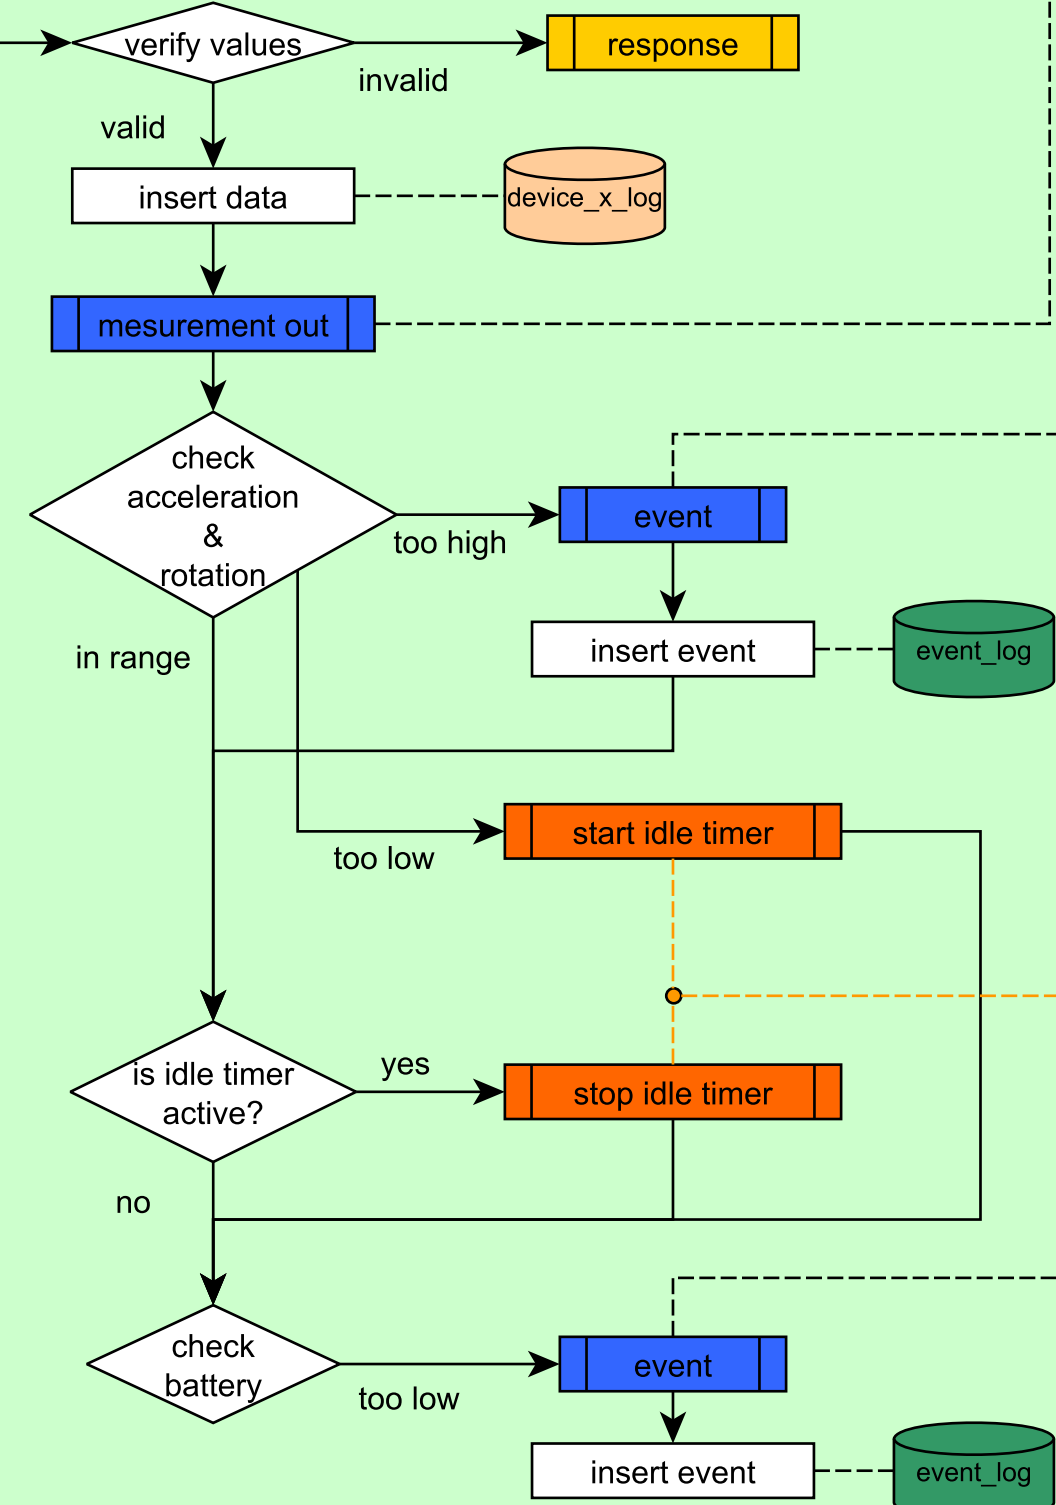 verify values
response
invalid
valid
insert data
device_x_log
mesurement out
check
acceleration
&
rotation
too high
event
insert event
event_log
in range
start idle timer
too low
is idle timer
active?
yes
stop idle timer
no
check
battery
too low
event
insert event
event_log